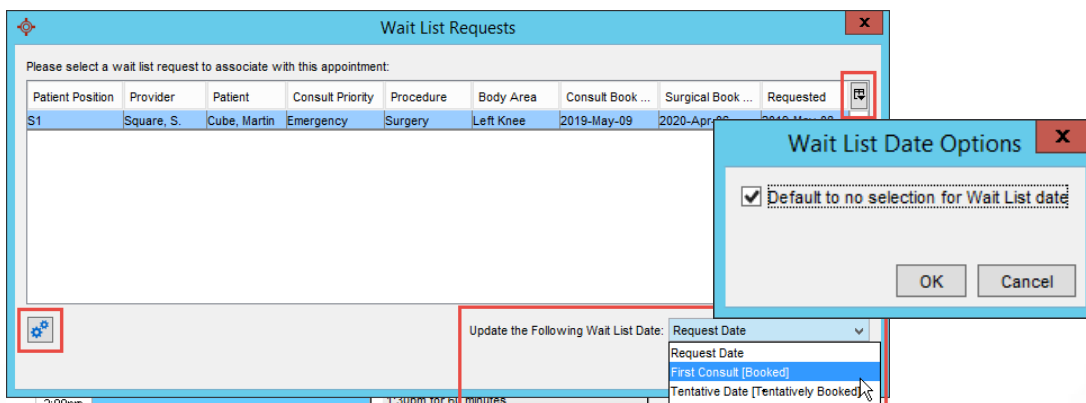 Wait List Requests
Please select a wait list request to associate with this appointment:
Patient Position Provider Patient Consult Priority Procedure Body Area Consult Book ... Surgical Book ... Requested
S1 Square, S. Cube, Martin Emergency Surgery Left Knee 2019-May-09
Wait List Date Options
Default to no selection for Wait List date
OK Cancel
Update the Following Wait List Date: Request Date
Request Date
First Consult [Booked]
Tentative Date [Tentatively Booked]